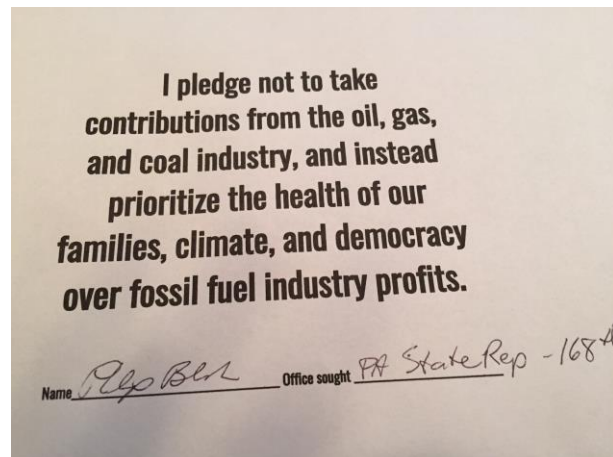 I pledge not to take
contributions from the oil, gas,
and coal industry, and instead
prioritize the health of our
families, climate, and democracy
over fossil fuel industry profits.
Name Office sought PA State Rep - 168th